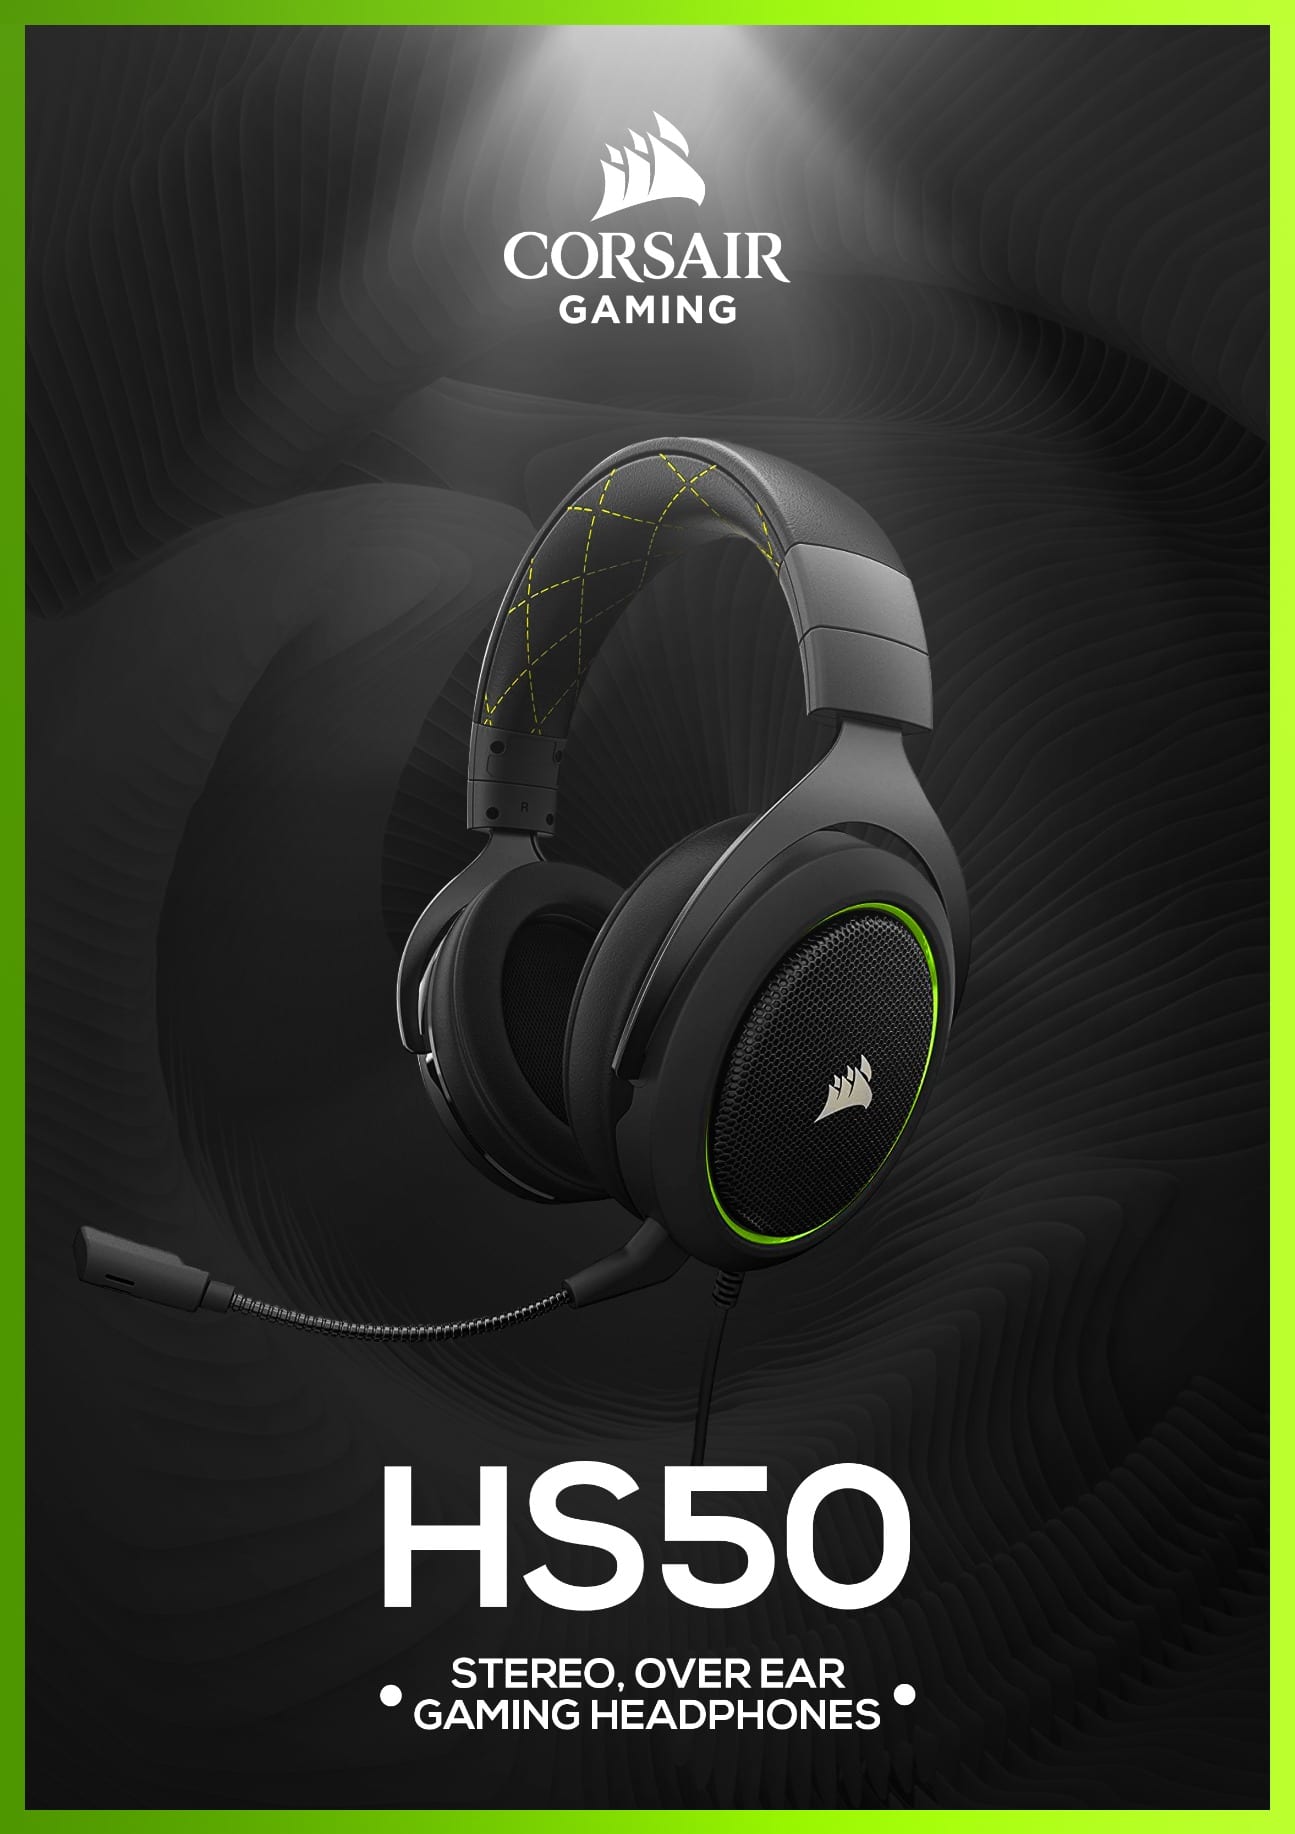 CORSAIR
GAMING
R
HS50
STEREO, OVER EAR
GAMING HEADPHONES